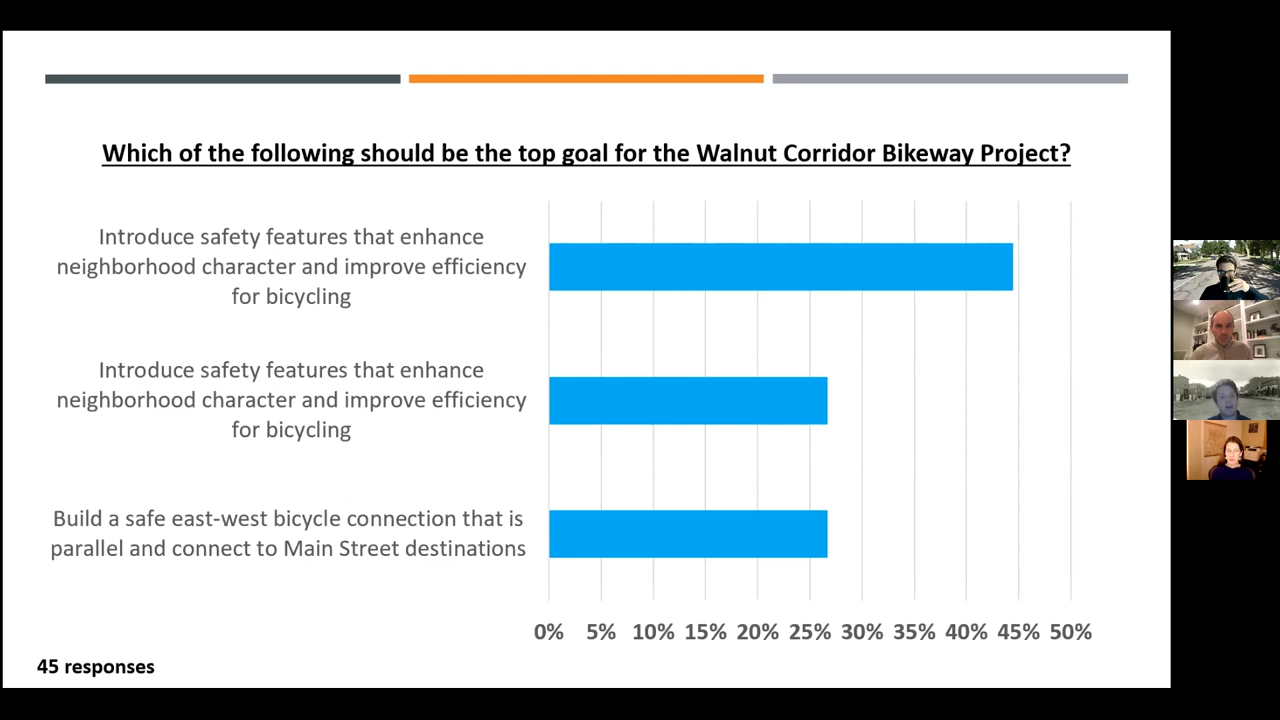 Which of the following should be the top goal for the Walnut Corridor Bikeway Project?
Introduce safety features that enhance
neighborhood character and improve efficiency
for bicycling
Introduce safety features that enhance
neighborhood character and improve efficiency
for bicycling
Build a safe east-west bicycle connection that is
parallel and connect to Main Street destinations
0% 5% 10% 15% 20% 25% 30% 35% 40% 45% 50%
45 responses